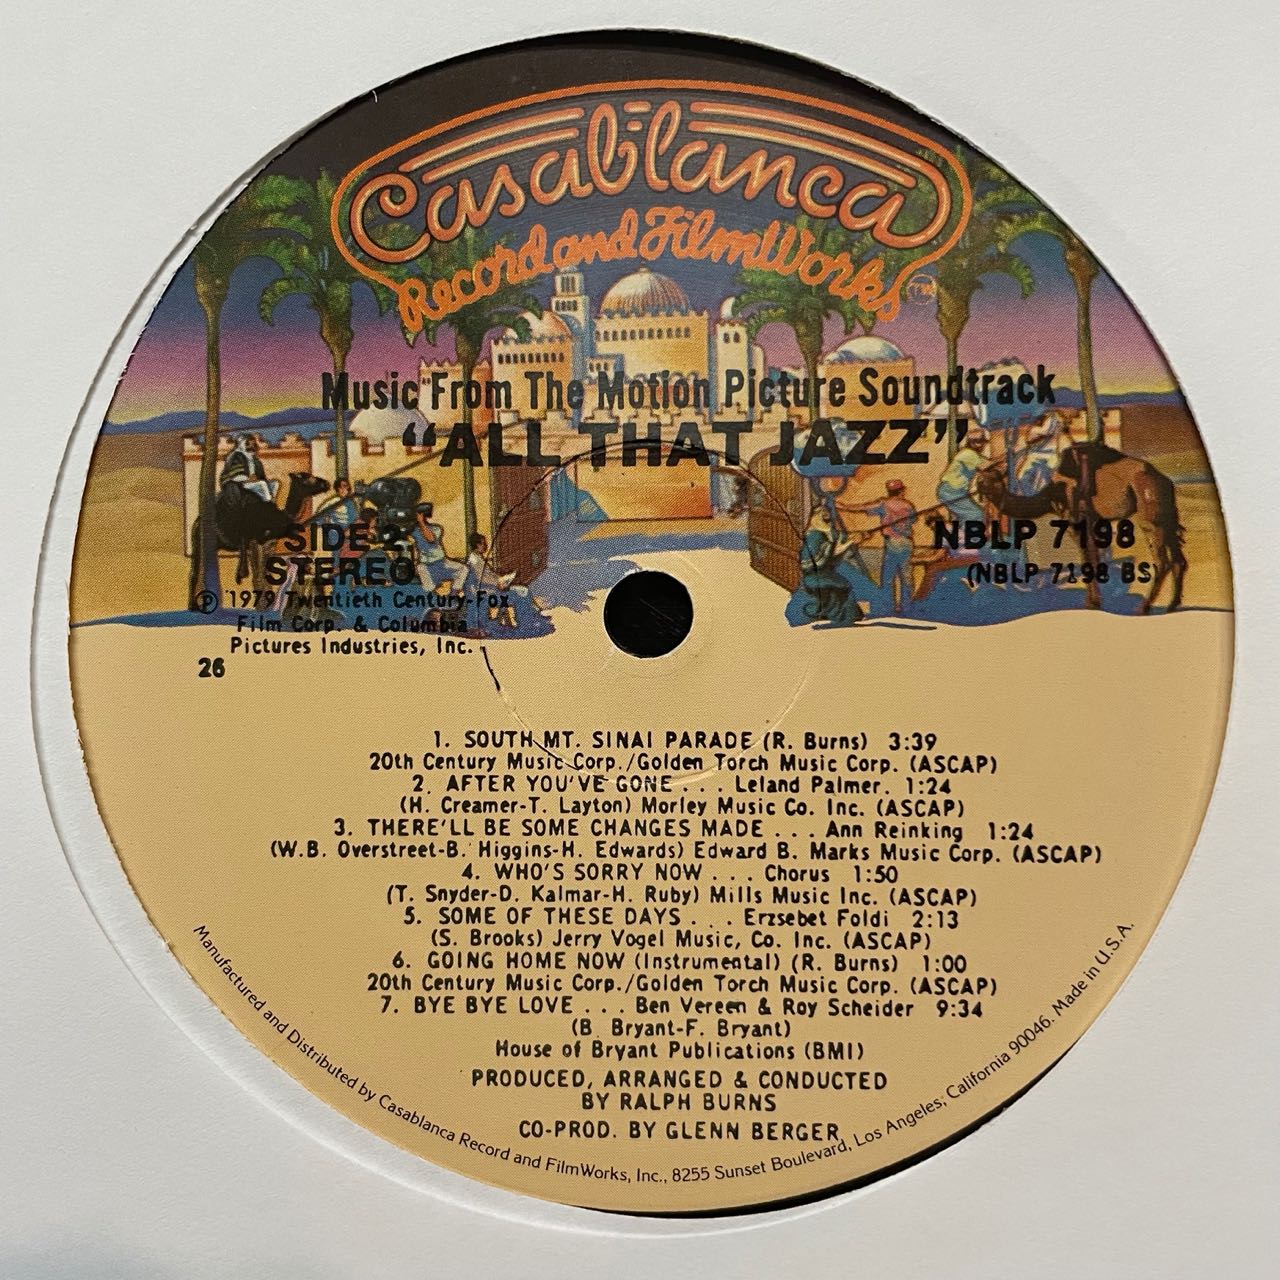 Casablanca
Record and FilmWorks
Music From The Motion Picture Soundtrack
"ALL THAT JAZZ"
SIDE 2
STEREO
℗ 1979 Twentieth Century-Fox
Film Corp. & Columbia
Pictures Industries, Inc.
26
NBLP 7198
(NBLP 7198 BS)
1. SOUTH MT. SINAI PARADE (R. Burns) 3:39
20th Century Music Corp./Golden Torch Music Corp. (ASCAP)
2. AFTER YOU'VE GONE . . . Leland Palmer. 1:24
(H. Creamer-T. Layton) Morley Music Co. Inc. (ASCAP)
3. THERE'LL BE SOME CHANGES MADE . . . Ann Reinking 1:24
(W.B. Overstreet-B. Higgins-H. Edwards) Edward B. Marks Music Corp. (ASCAP)
4. WHO'S SORRY NOW . . . Chorus 1:50
(T. Snyder-D. Kalmar-H. Ruby) Mills Music Inc. (ASCAP)
5. SOME OF THESE DAYS . . . Erzsebet Foldi 2:13
(S. Brooks) Jerry Vogel Music, Co. Inc. (ASCAP)
6. GOING HOME NOW (Instrumental) (R. Burns) 1:00
20th Century Music Corp./Golden Torch Music Corp. (ASCAP)
7. BYE BYE LOVE . . . Ben Vereen & Roy Scheider 9:34
(B. Bryant-F. Bryant)
House of Bryant Publications (BMI)
PRODUCED, ARRANGED & CONDUCTED
BY RALPH BURNS
CO-PROD. BY GLENN BERGER
Manufactured and Distributed by Casablanca Record and FilmWorks, Inc., 8255 Sunset Boulevard, Los Angeles, California 90046. Made in U.S.A.